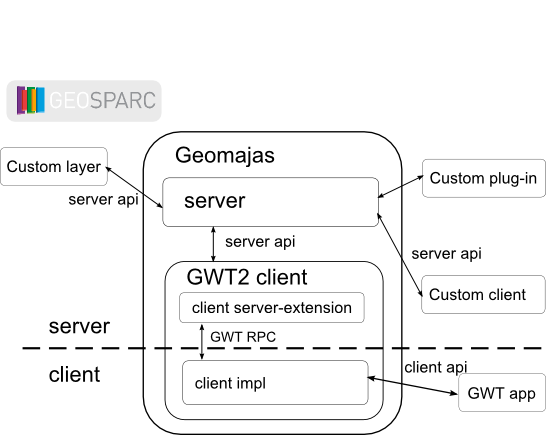 GEOSPARC
Geomajas
Custom layer
server api
server
Custom plug-in
server api
server api
GWT2 client
Custom client
client server-extension
server
GWT RPC
client
client api
client impl
GWT app